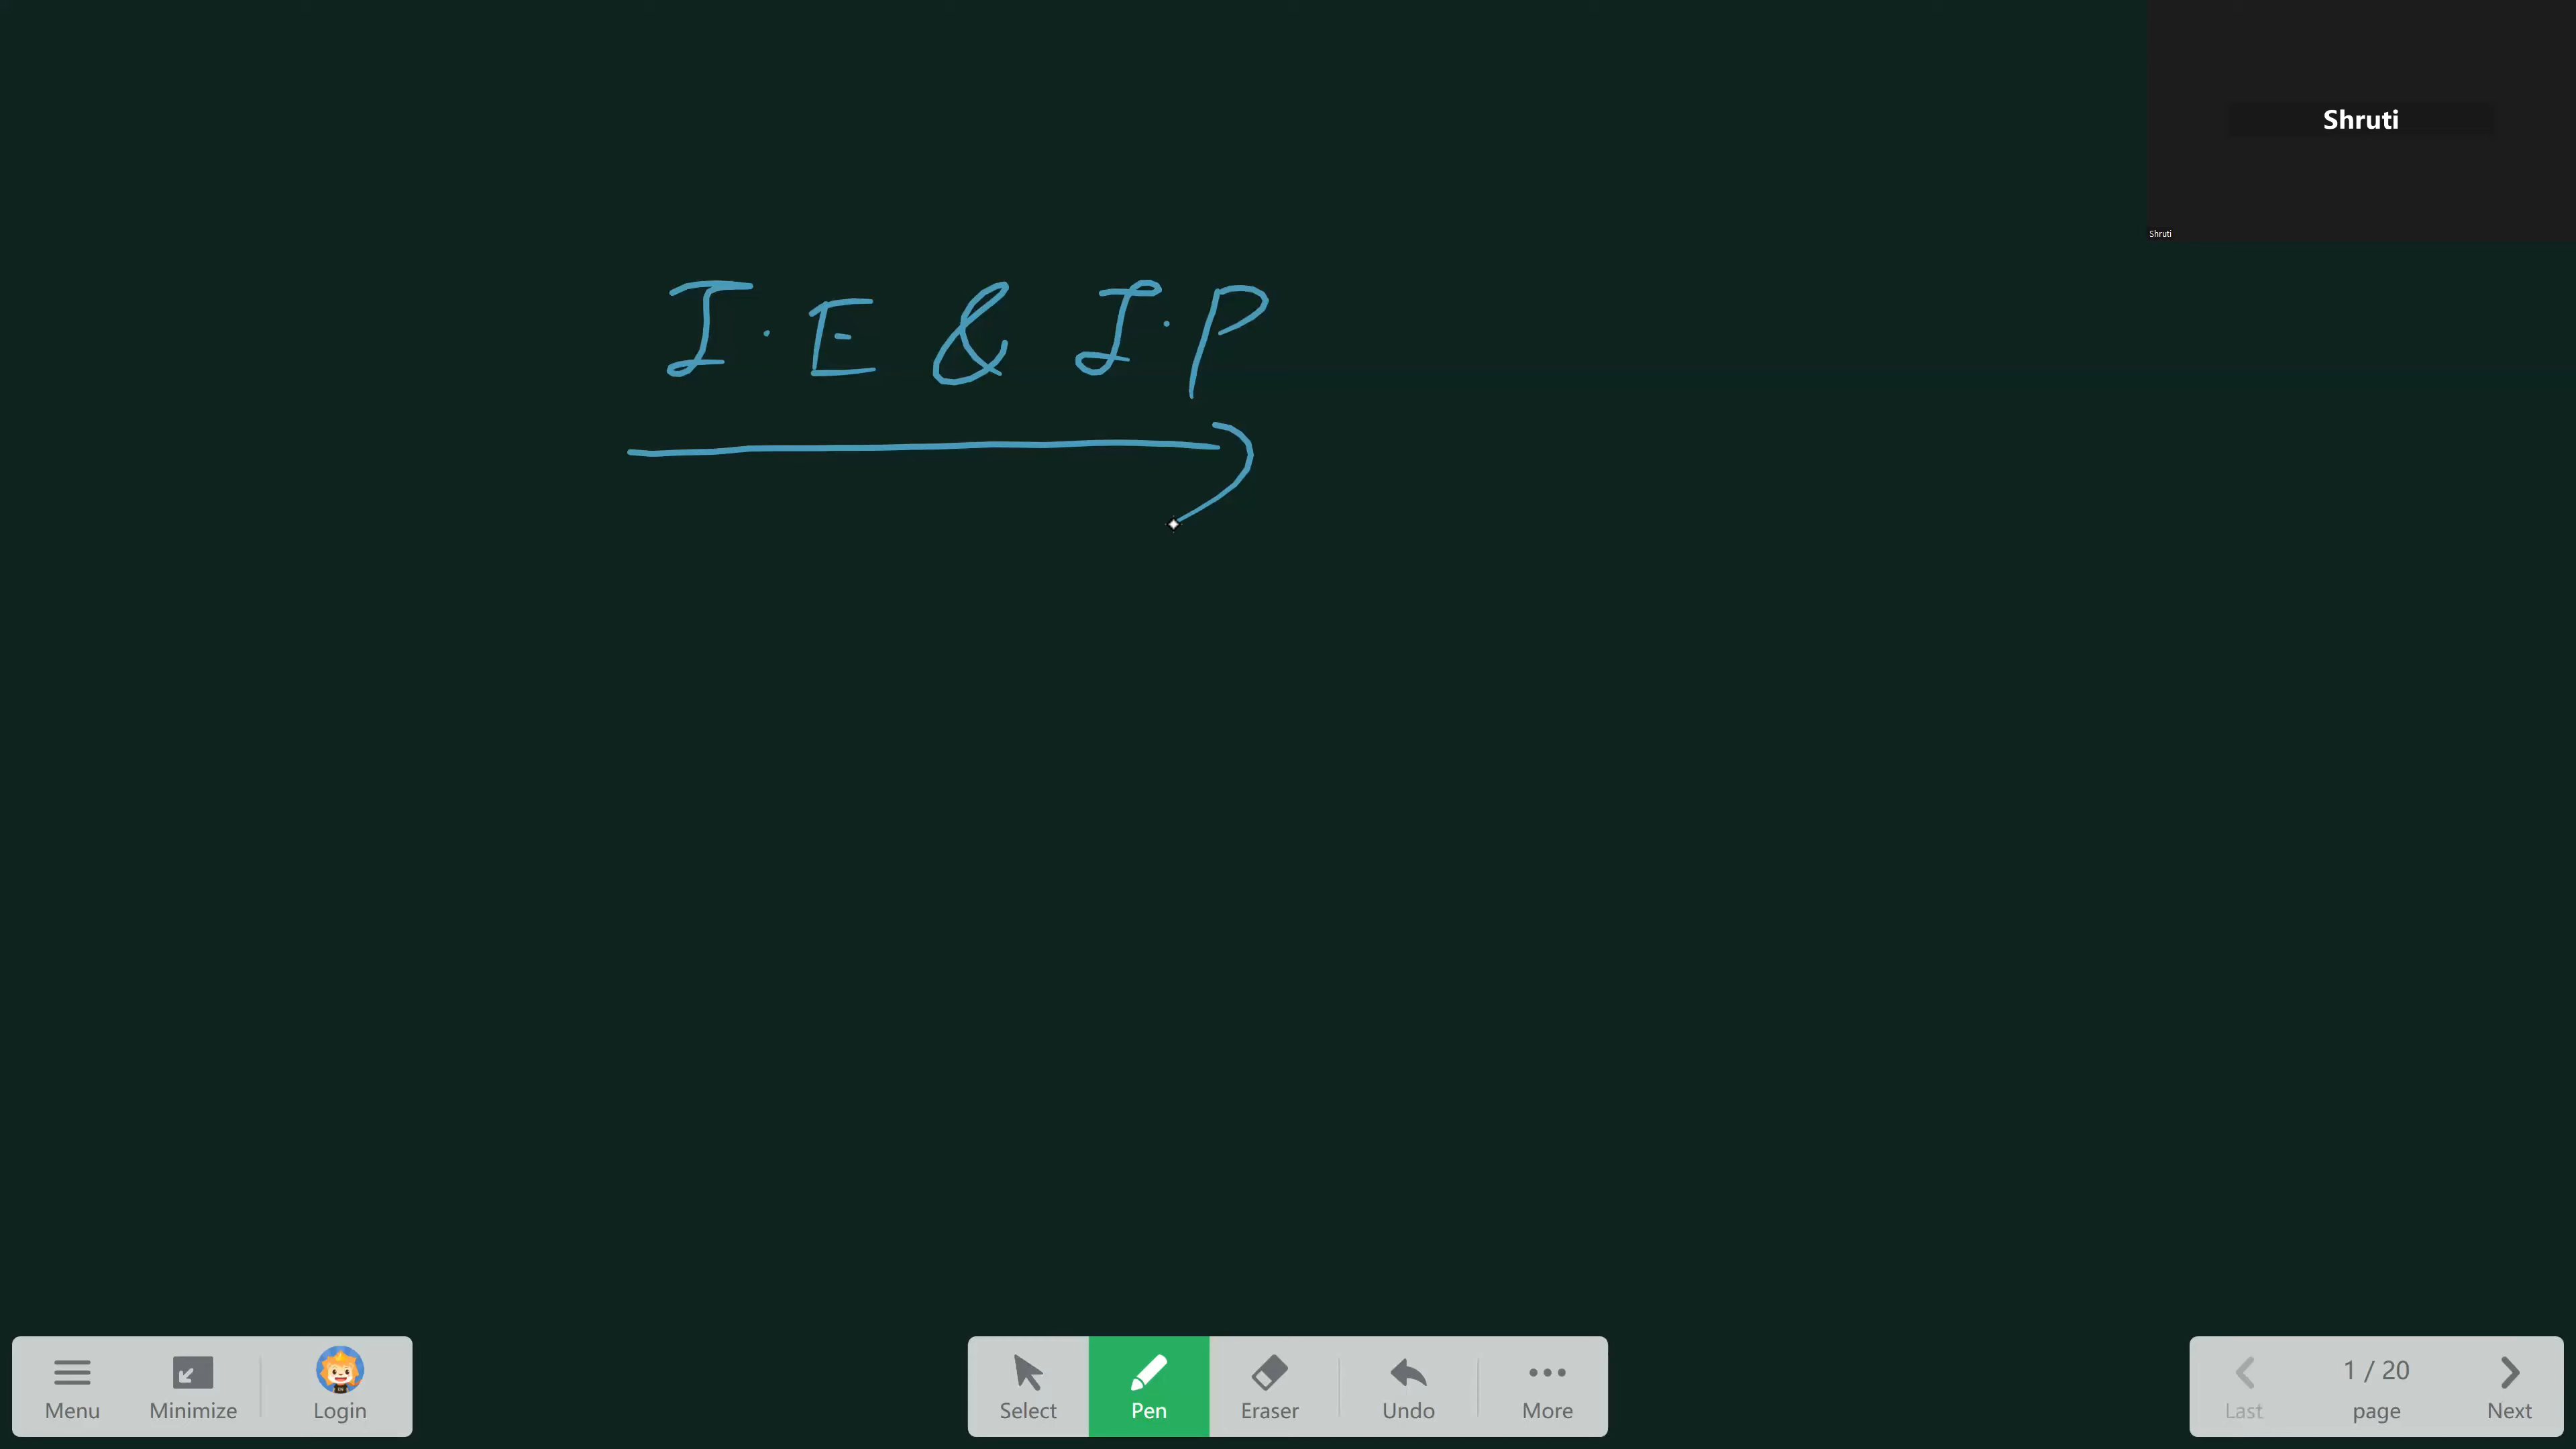 Shruti
Shruti
I.E & I.P
Menu
Minimize
Login
Select
Pen
Eraser
Undo
More
Last
1 / 20
page
Next